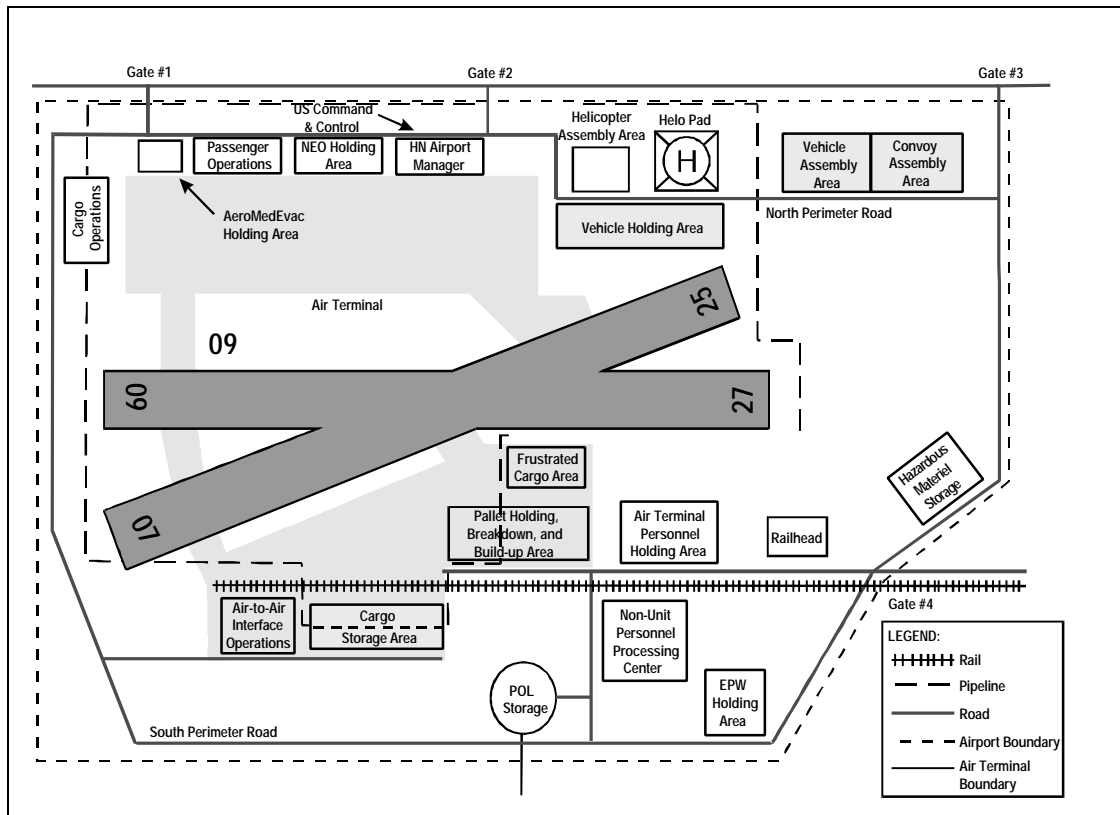 Gate #1
Gate #2
Gate #3
US Command
& Control
Helicopter
Assembly Area
Helo Pad
H
Passenger
Operations
NEO Holding
Area
HN Airport
Manager
Vehicle
Assembly
Area
Convoy
Assembly
Area
Cargo
Operations
AeroMedEvac
Holding Area
North Perimeter Road
Vehicle Holding Area
Air Terminal
25
09
09
27
07
Frustrated
Cargo Area
Hazardous
Materiel
Storage
Pallet Holding,
Breakdown, and
Build-up Area
Air Terminal
Personnel
Holding Area
Railhead
Gate #4
Air-to-Air
Interface
Operations
Cargo
Storage Area
Non-Unit
Personnel
Processing
Center
POL
Storage
EPW
Holding
Area
South Perimeter Road
LEGEND:
Rail
Pipeline
Road
Airport Boundary
Air Terminal
Boundary